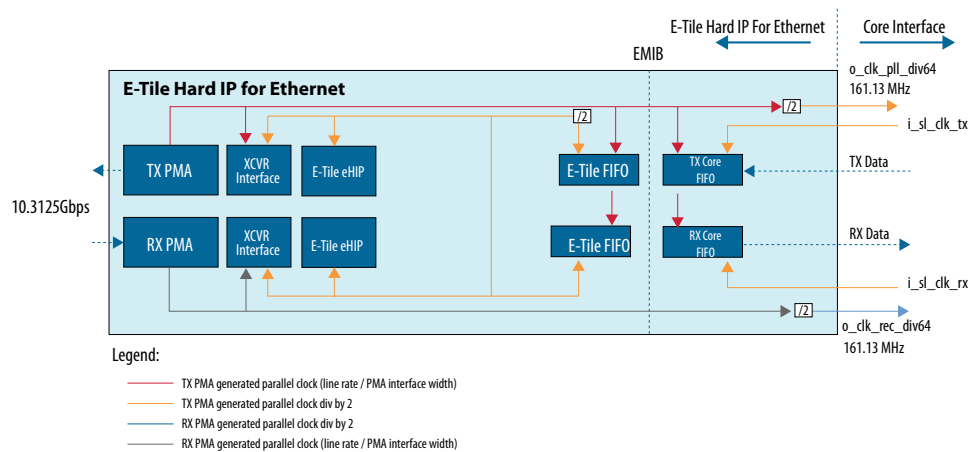 E-Tile Hard IP For Ethernet
Core Interface
EMIB
o_clk_pll_div64
161.13 MHz
E-Tile Hard IP for Ethernet
/2
/2
i_sl_clk_tx
TX PMA
XCVR
Interface
E-Tile eHIP
E-Tile FIFO
TX Core
FIFO
TX Data
10.3125Gbps
RX PMA
XCVR
Interface
E-Tile eHIP
E-Tile FIFO
RX Core
FIFO
RX Data
i_sl_clk_rx
/2
o_clk_rec_div64
161.13 MHz
Legend:
TX PMA generated parallel clock (line rate / PMA interface width)
TX PMA generated parallel clock div by 2
RX PMA generated parallel clock div by 2
RX PMA generated parallel clock (line rate / PMA interface width)